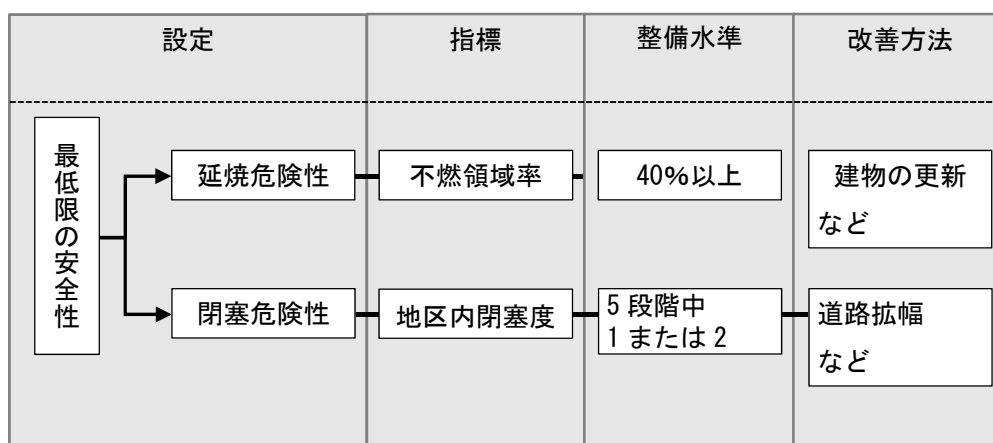 設定
指標
整備水準
改善方法
最低限の安全性
延焼危険性
不燃領域率
40%以上
建物の更新
など
閉塞危険性
地区内閉塞度
5段階中
1または2
道路拡幅
など